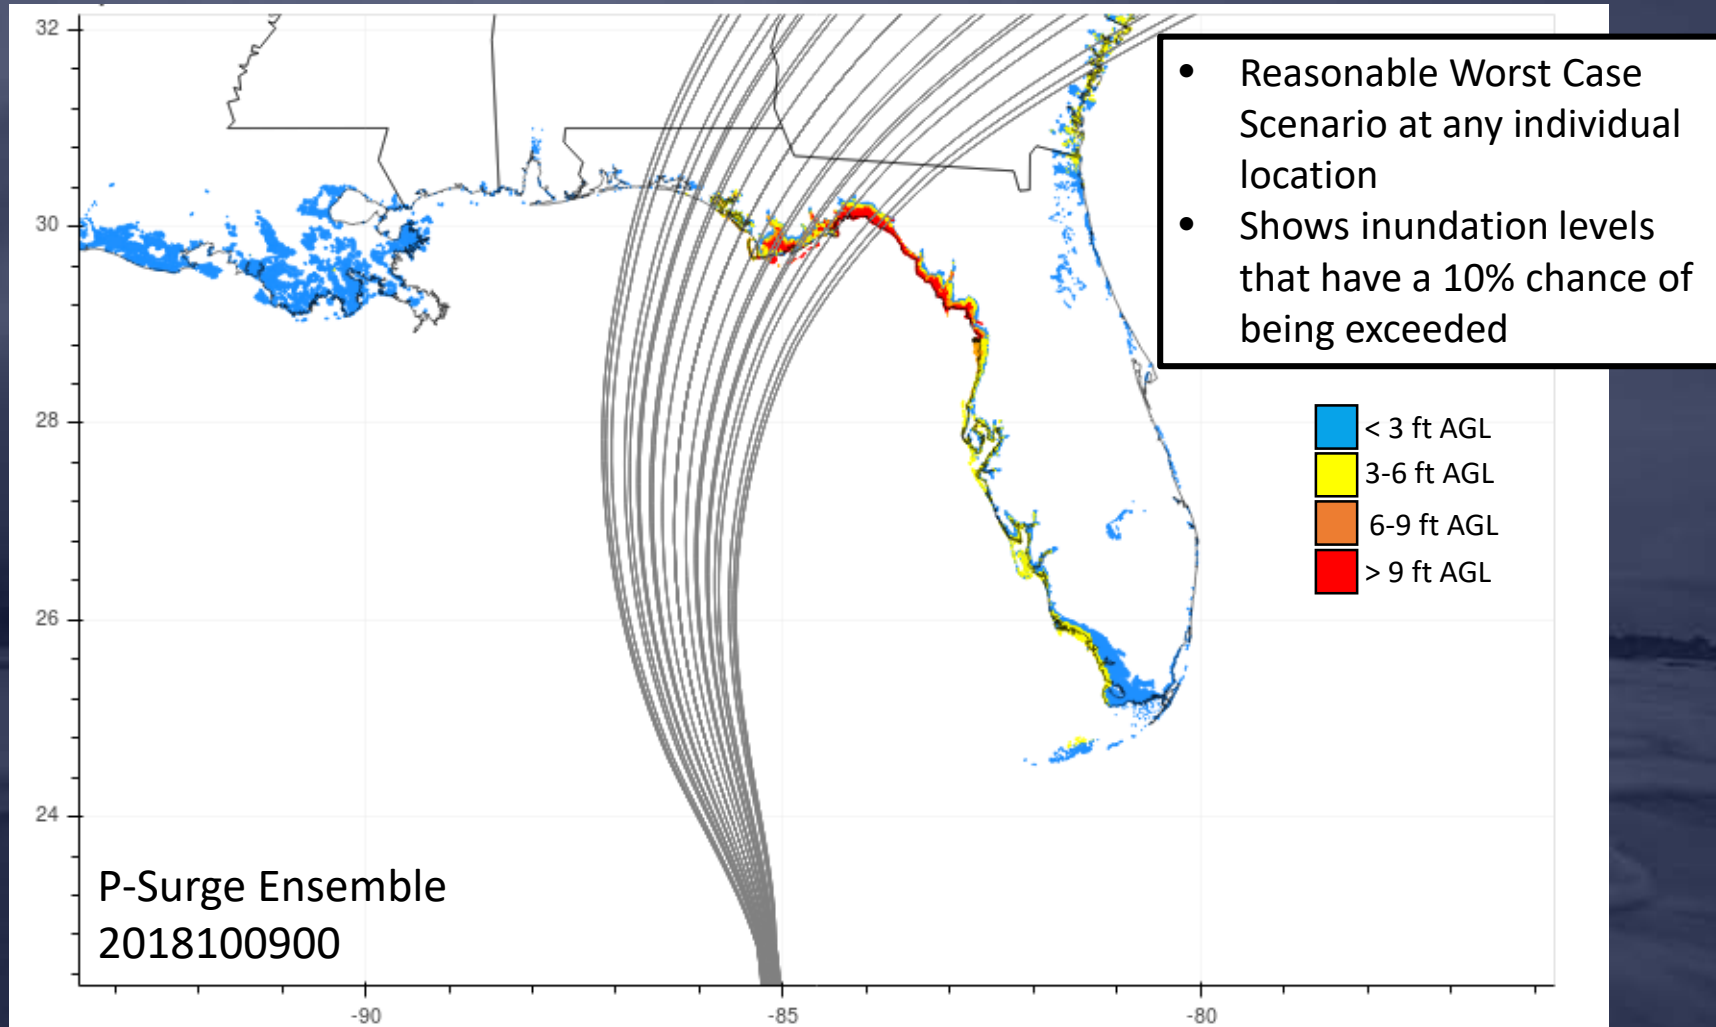 32
30
28
26
24
-90
-85
-80
• Reasonable Worst Case
Scenario at any individual
location
• Shows inundation levels
that have a 10% chance of
being exceeded
< 3 ft AGL
3-6 ft AGL
6-9 ft AGL
> 9 ft AGL
P-Surge Ensemble
2018100900